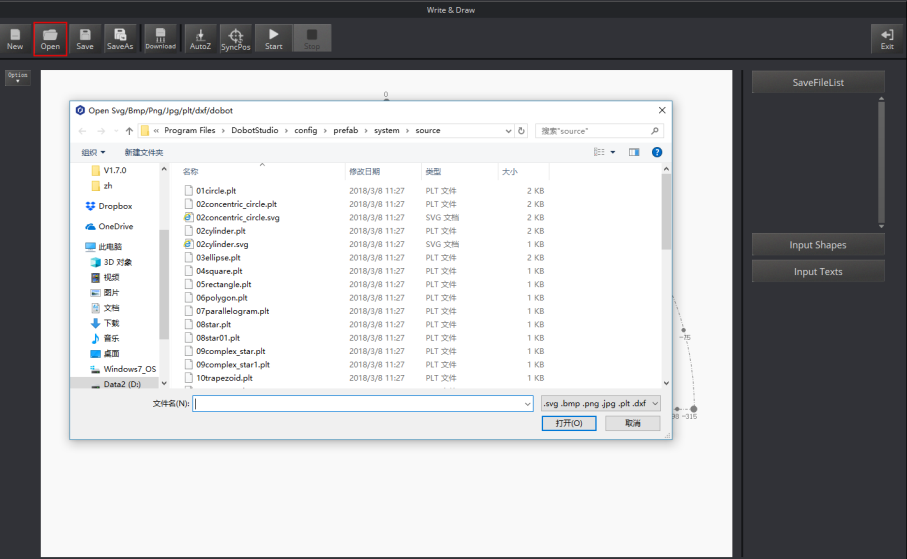 Write & Draw
New Open Save SaveAs Download AutoZ SyncPos Start Stop Exit
Option
SaveFileList
0
Open Svg/Bmp/Png/Jpg/plt/dxf/dobot
« Program Files › DobotStudio › config › prefab › system › source
搜索"source"
组织 新建文件夹
V1.7.0
zh
Dropbox
OneDrive
此电脑
3D 对象
视频
图片
文档
下载
音乐
桌面
Windows7_OS
Data2 (D:)
名称 修改日期 类型 大小
01circle.plt 2018/3/8 11:27 PLT 文件 2 KB
02concentric_circle.plt 2018/3/8 11:27 PLT 文件 2 KB
02concentric_circle.svg 2018/3/8 11:27 SVG 文档 2 KB
02cylinder.plt 2018/3/8 11:27 PLT 文件 2 KB
02cylinder.svg 2018/3/8 11:27 SVG 文档 1 KB
03ellipse.plt 2018/3/8 11:27 PLT 文件 2 KB
04square.plt 2018/3/8 11:27 PLT 文件 1 KB
05rectangle.plt 2018/3/8 11:27 PLT 文件 1 KB
06polygon.plt 2018/3/8 11:27 PLT 文件 1 KB
07parallelogram.plt 2018/3/8 11:27 PLT 文件 1 KB
08star.plt 2018/3/8 11:27 PLT 文件 1 KB
08star01.plt 2018/3/8 11:27 PLT 文件 1 KB
09complex_star.plt 2018/3/8 11:27 PLT 文件 1 KB
09complex_star1.plt 2018/3/8 11:27 PLT 文件 1 KB
10trapezoid.plt 2018/3/8 11:27 PLT 文件 1 KB
文件名(N):
.svg .bmp .png .jpg .plt .dxf
打开(O) 取消
Input Shapes
Input Texts
-75
-315